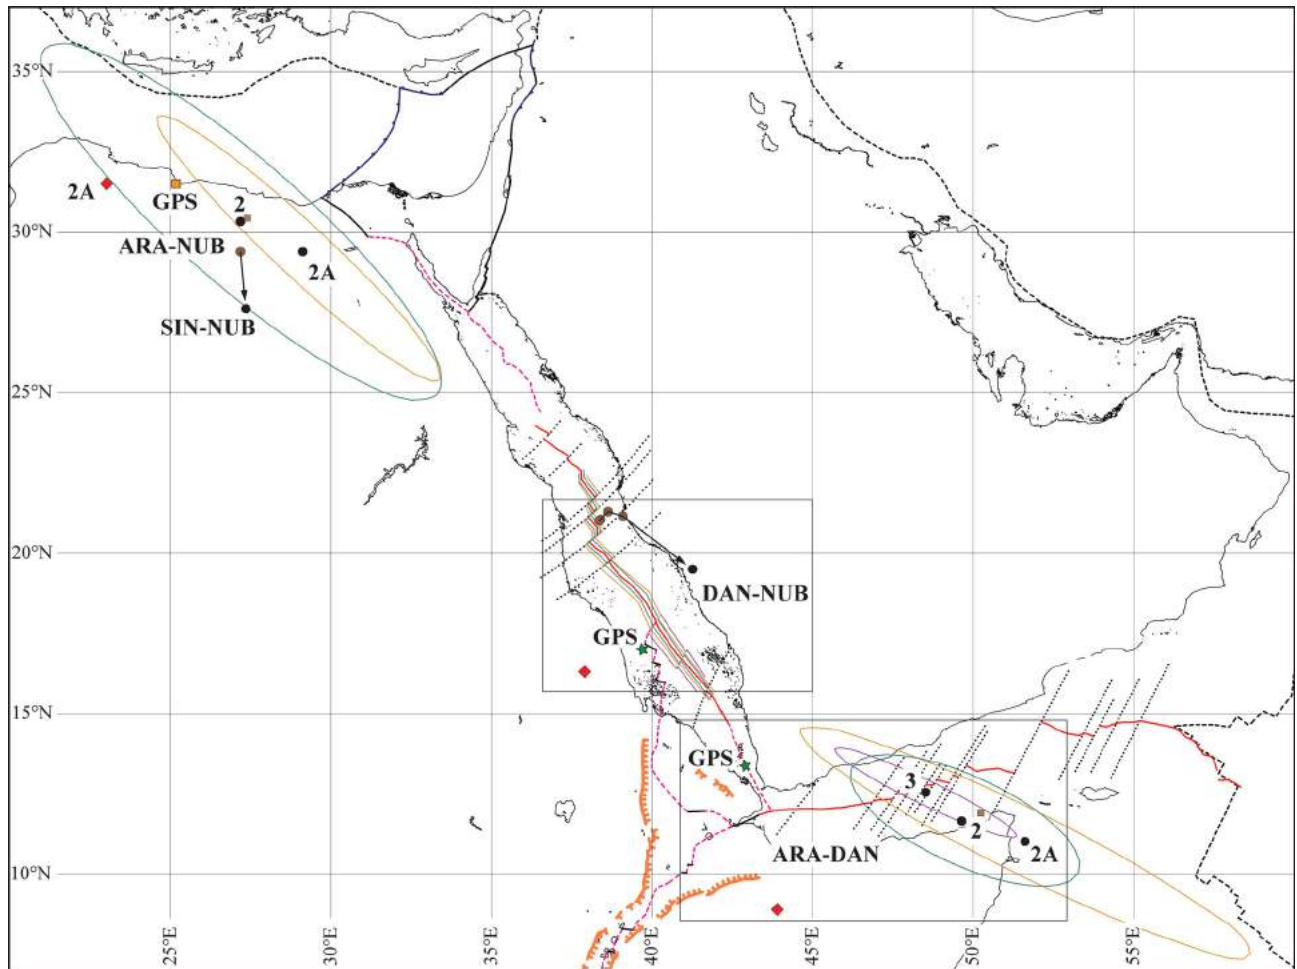 35°N
2A
GPS
2
30°N
ARA-NUB
2A
SIN-NUB
25°N
20°N
DAN-NUB
GPS
15°N
GPS
3
2
ARA-DAN
2A
10°N
25°E
30°E
35°E
40°E
45°E
50°E
55°E